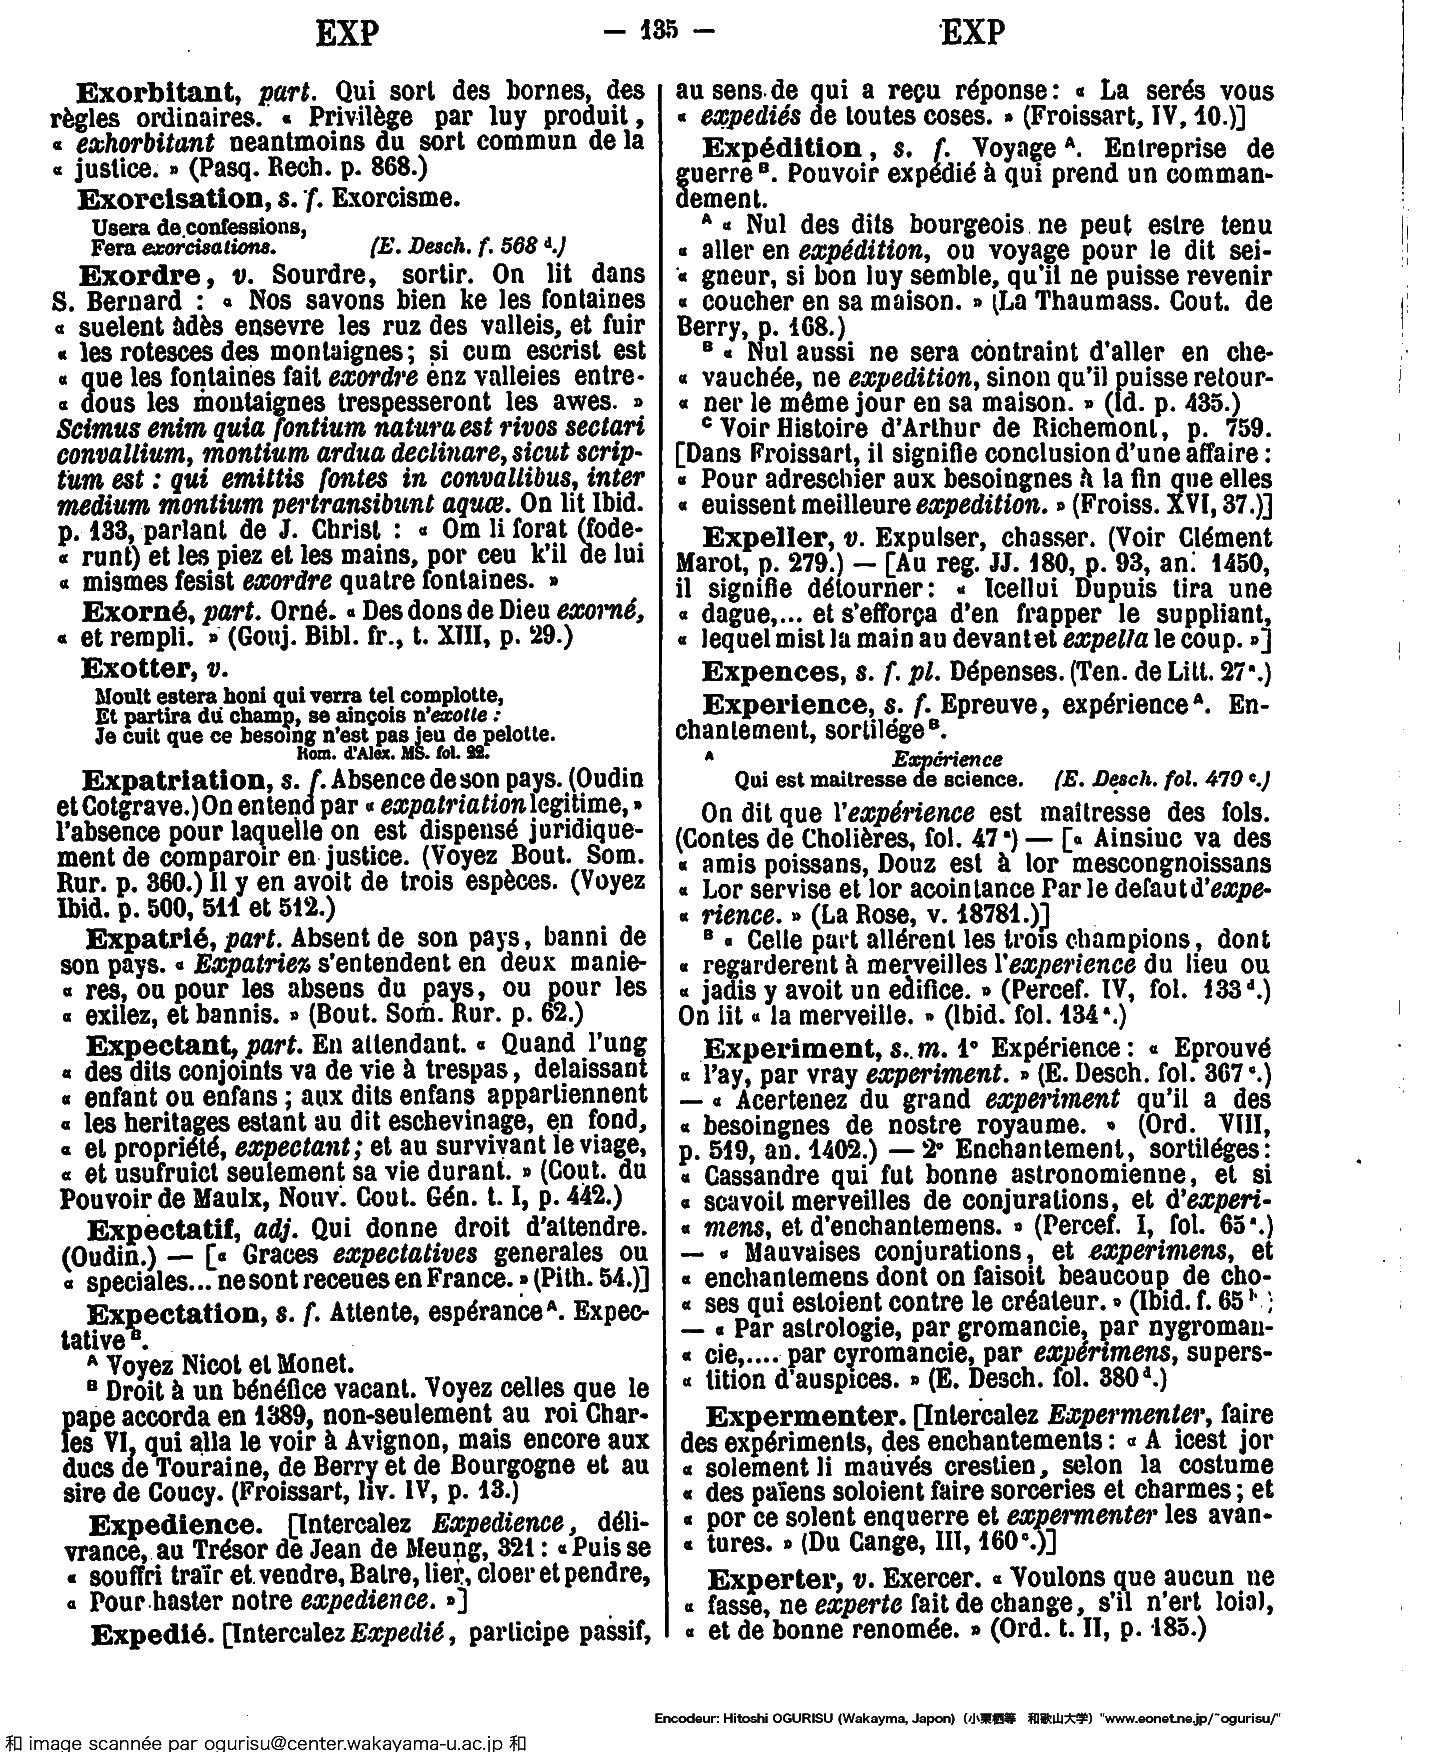 EXP — 135 — EXP
Exorbitant, part. Qui sort des bornes, des
règles ordinaires. « Privilège par luy produit,
« exhorbitant neantmoins du sort commun de la
« justice. » (Pasq. Rech. p. 868.)
Exorcisation, s. f. Exorcisme.
Usera de confessions,
Fera exorcisations. (E. Desch. f. 568 d.)
Exordre, v. Sourdre, sortir. On lit dans
S. Bernard : « Nos savons bien ke les fontaines
« suelent àdès ensevre les ruz des valleis, et fuir
« les rotesces des montaignes; si cum escrist est
« que les fontaines fait exordre enz valleies entre-
« dous les montaignes trespesseront les awes. »
Scimus enim quia fontium natura est rivos sectari
convallium, montium ardua declinare, sicut scrip-
tum est : qui emittis fontes in convallibus, inter
medium montium pertransibunt aquæ. On lit Ibid.
p. 133, parlant de J. Christ : « Om li forat (fode-
« runt) et les piez et les mains, por ceu k'il de lui
« mismes fesist exordre quatre fontaines. »
Exorné, part. Orné. « Des dons de Dieu exorné,
« et rempli. » (Gouj. Bibl. fr., t. XIII, p. 29.)
Exotter, v.
Moult estera honi qui verra tel complotte,
Et partira du champ, se ainçois n'exotte :
Je cuit que ce besoing n'est pas jeu de pelotte.
Rom. d'Alex. MS. fol. 22.
Expatriation, s. f. Absence de son pays. (Oudin
et Cotgrave.) On entend par « expatriation legitime, »
l'absence pour laquelle on est dispensé juridique-
ment de comparoir en justice. (Voyez Bout. Som.
Rur. p. 360.) Il y en avoit de trois espèces. (Voyez
Ibid. p. 500, 511 et 512.)
Expatrié, part. Absent de son pays, banni de
son pays. « Expatriez s'entendent en deux manie-
« res, ou pour les absens du pays, ou pour les
« exilez, et bannis. » (Bout. Som. Rur. p. 62.)
Expectant, part. En attendant. « Quand l'ung
« des dits conjoints va de vie à trespas, delaissant
« enfant ou enfans; aux dits enfans appartiennent
« les heritages estant au dit eschevinage, en fond,
« et propriété, expectant; et au survivant le viage,
« et usufruict seulement sa vie durant. » (Cout. du
Pouvoir de Maulx, Nouv. Cout. Gén. t. I, p. 442.)
Expectatif, adj. Qui donne droit d'attendre.
(Oudin.) — [« Graces expectatives generales ou
« speciales... ne sont receues en France. » (Pith. 54.)]
Expectation, s. f. Attente, espérance A. Expec-
tative B.
A Voyez Nicot et Monet.
B Droit à un bénéfice vacant. Voyez celles que le
pape accorda en 1389, non-seulement au roi Char-
les VI, qui alla le voir à Avignon, mais encore aux
ducs de Touraine, de Berry et de Bourgogne et au
sire de Coucy. (Froissart, liv. IV, p. 13.)
Expedience. [Intercalez Expedience, déli-
vrance, au Trésor de Jean de Meung, 321 : « Puis se
« souffri traïr et vendre, Batre, lier, cloer et pendre,
« Pour haster notre expedience. »]
Expedié. [Intercalez Expedié, participe passif,
au sens de qui a reçu réponse : « La serés vous
« expediés de toutes coses. » (Froissart, IV, 10.)]
Expédition, s. f. Voyage A. Entreprise de
guerre B. Pouvoir expédié à qui prend un comman-
dement.
A « Nul des dits bourgeois ne peut estre tenu
« aller en expédition, ou voyage pour le dit sei-
« gneur, si bon luy semble, qu'il ne puisse revenir
« coucher en sa maison. » (La Thaumass. Cout. de
Berry, p. 168.)
B « Nul aussi ne sera contraint d'aller en che-
« vauchée, ne expedition, sinon qu'il puisse retour-
« ner le même jour en sa maison. » (Id. p. 435.)
C Voir Histoire d'Arthur de Richemont, p. 759.
[Dans Froissart, il signifie conclusion d'une affaire :
« Pour adreschier aux besoingnes à la fin que elles
« euissent meilleure expedition. » (Froiss. XVI, 37.)]
Expeller, v. Expulser, chasser. (Voir Clément
Marot, p. 279.) — [Au reg. JJ. 180, p. 93, an. 1450,
il signifie détourner : « Icellui Dupuis tira une
« dague,... et s'efforça d'en frapper le suppliant,
« lequel mist la main au devant et expella le coup. »]
Expences, s. f. pl. Dépenses. (Ten. de Litt. 27 a.)
Experience, s. f. Epreuve, expérience A. En-
chantement, sortilége B.
A Expérience
Qui est maitresse de science. (E. Desch. fol. 479 c.)
On dit que l'expérience est maîtresse des fols.
(Contes de Cholières, fol. 47 a) — [« Ainsinc va des
« amis poissans, Douz est à lor mescongnoissans
« Lor servise et lor acointance Par le defaut d'expe-
« rience. » (La Rose, v. 18781.)]
B « Celle part allérent les trois champions, dont
« regarderent à merveilles l'experience du lieu ou
« jadis y avoit un edifice. » (Percef. IV, fol. 133 d.)
On lit « la merveille. » (Ibid. fol. 134 a.)
Experiment, s. m. 1° Expérience : « Eprouvé
« l'ay, par vray experiment. » (E. Desch. fol. 367 c.)
— « Acertenez du grand experiment qu'il a des
« besoingnes de nostre royaume. » (Ord. VIII,
p. 519, an. 1402.) — 2° Enchantement, sortiléges :
« Cassandre qui fut bonne astronomienne, et si
« scavoit merveilles de conjurations, et d'experi-
« mens, et d'enchantemens. » (Percef. I, fol. 65 a.)
— « Mauvaises conjurations, et experimens, et
« enchantemens dont on faisoit beaucoup de cho-
« ses qui estoient contre le créateur. » (Ibid. f. 65 b.)
— « Par astrologie, par gromancie, par nygroman-
« cie,.... par cyromancie, par expérimens, supers-
« tition d'auspices. » (E. Desch. fol. 380 d.)
Expermenter. [Intercalez Expermenter, faire
des expériments, des enchantements : « A icest jor
« solement li mauvés crestien, selon la costume
« des païens soloient faire sorceries et charmes; et
« por ce solent enquerre et expermenter les avan-
« tures. » (Du Cange, III, 160 c.)]
Experter, v. Exercer. « Voulons que aucun ne
« fasse, ne experte fait de change, s'il n'ert loial,
« et de bonne renomée. » (Ord. t. II, p. 185.)
Encodeur: Hitoshi OGURISU (Wakayma, Japon) (小栗栖等 和歌山大学) "www.eonet.ne.jp/~ogurisu/"
和 image scannée par ogurisu@center.wakayama-u.ac.jp 和